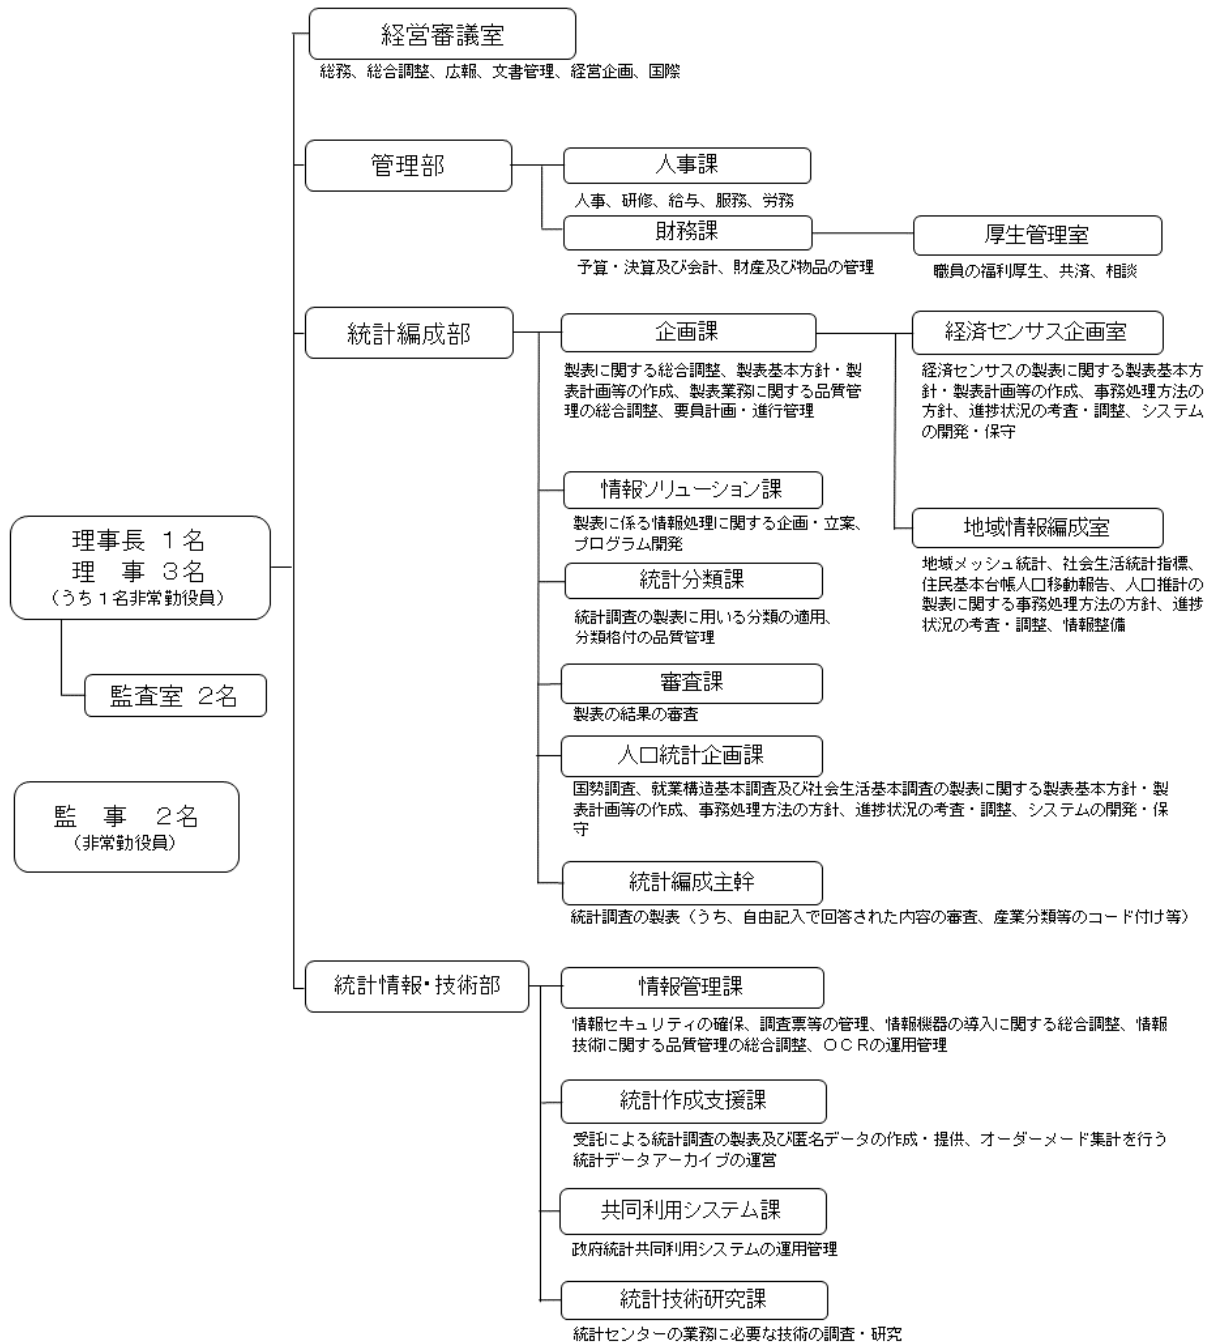 経営審議室
総務、総合調整、広報、文書管理、経営企画、国際
管理部
人事課
人事、研修、給与、服務、労務
財務課
予算・決算及び会計、財産及び物品の管理
厚生管理室
職員の福利厚生、共済、相談
統計編成部
企画課
製表に関する総合調整、製表基本方針・製
表計画等の作成、製表業務に関する品質管
理の総合調整、要員計画・進行管理
経済センサス企画室
経済センサスの製表に関する製表基本方
針・製表計画等の作成、事務処理方法の
方針、進捗状況の考査・調整、システム
の開発・保守
情報ソリューション課
製表に係る情報処理に関する企画・立案、
プログラム開発
地域情報編成室
地域メッシュ統計、社会生活統計指標、
住民基本台帳人口移動報告、人口推計の
製表に関する事務処理方法の方針、進捗
状況の考査・調整、情報整備
理事長 1名
理 事 3名
(うち1名非常勤役員)
統計分類課
統計調査の製表に用いる分類の適用、
分類格付の品質管理
監査室 2名
審査課
製表の結果の審査
人口統計企画課
国勢調査、就業構造基本調査及び社会生活基本調査の製表に関する製表基本方針・製
表計画等の作成、事務処理方法の方針、進捗状況の考査・調整、システムの開発・保
守
監 事 2名
(非常勤役員)
統計編成主幹
統計調査の製表(うち、自由記入で回答された内容の審査、産業分類等のコード付け等)
統計情報・技術部
情報管理課
情報セキュリティの確保、調査票等の管理、情報機器の導入に関する総合調整、情報
技術に関する品質管理の総合調整、OCRの運用管理
統計作成支援課
受託による統計調査の製表及び匿名データの作成・提供、オーダーメード集計を行う
統計データアーカイブの運営
共同利用システム課
政府統計共同利用システムの運用管理
統計技術研究課
統計センターの業務に必要な技術の調査・研究